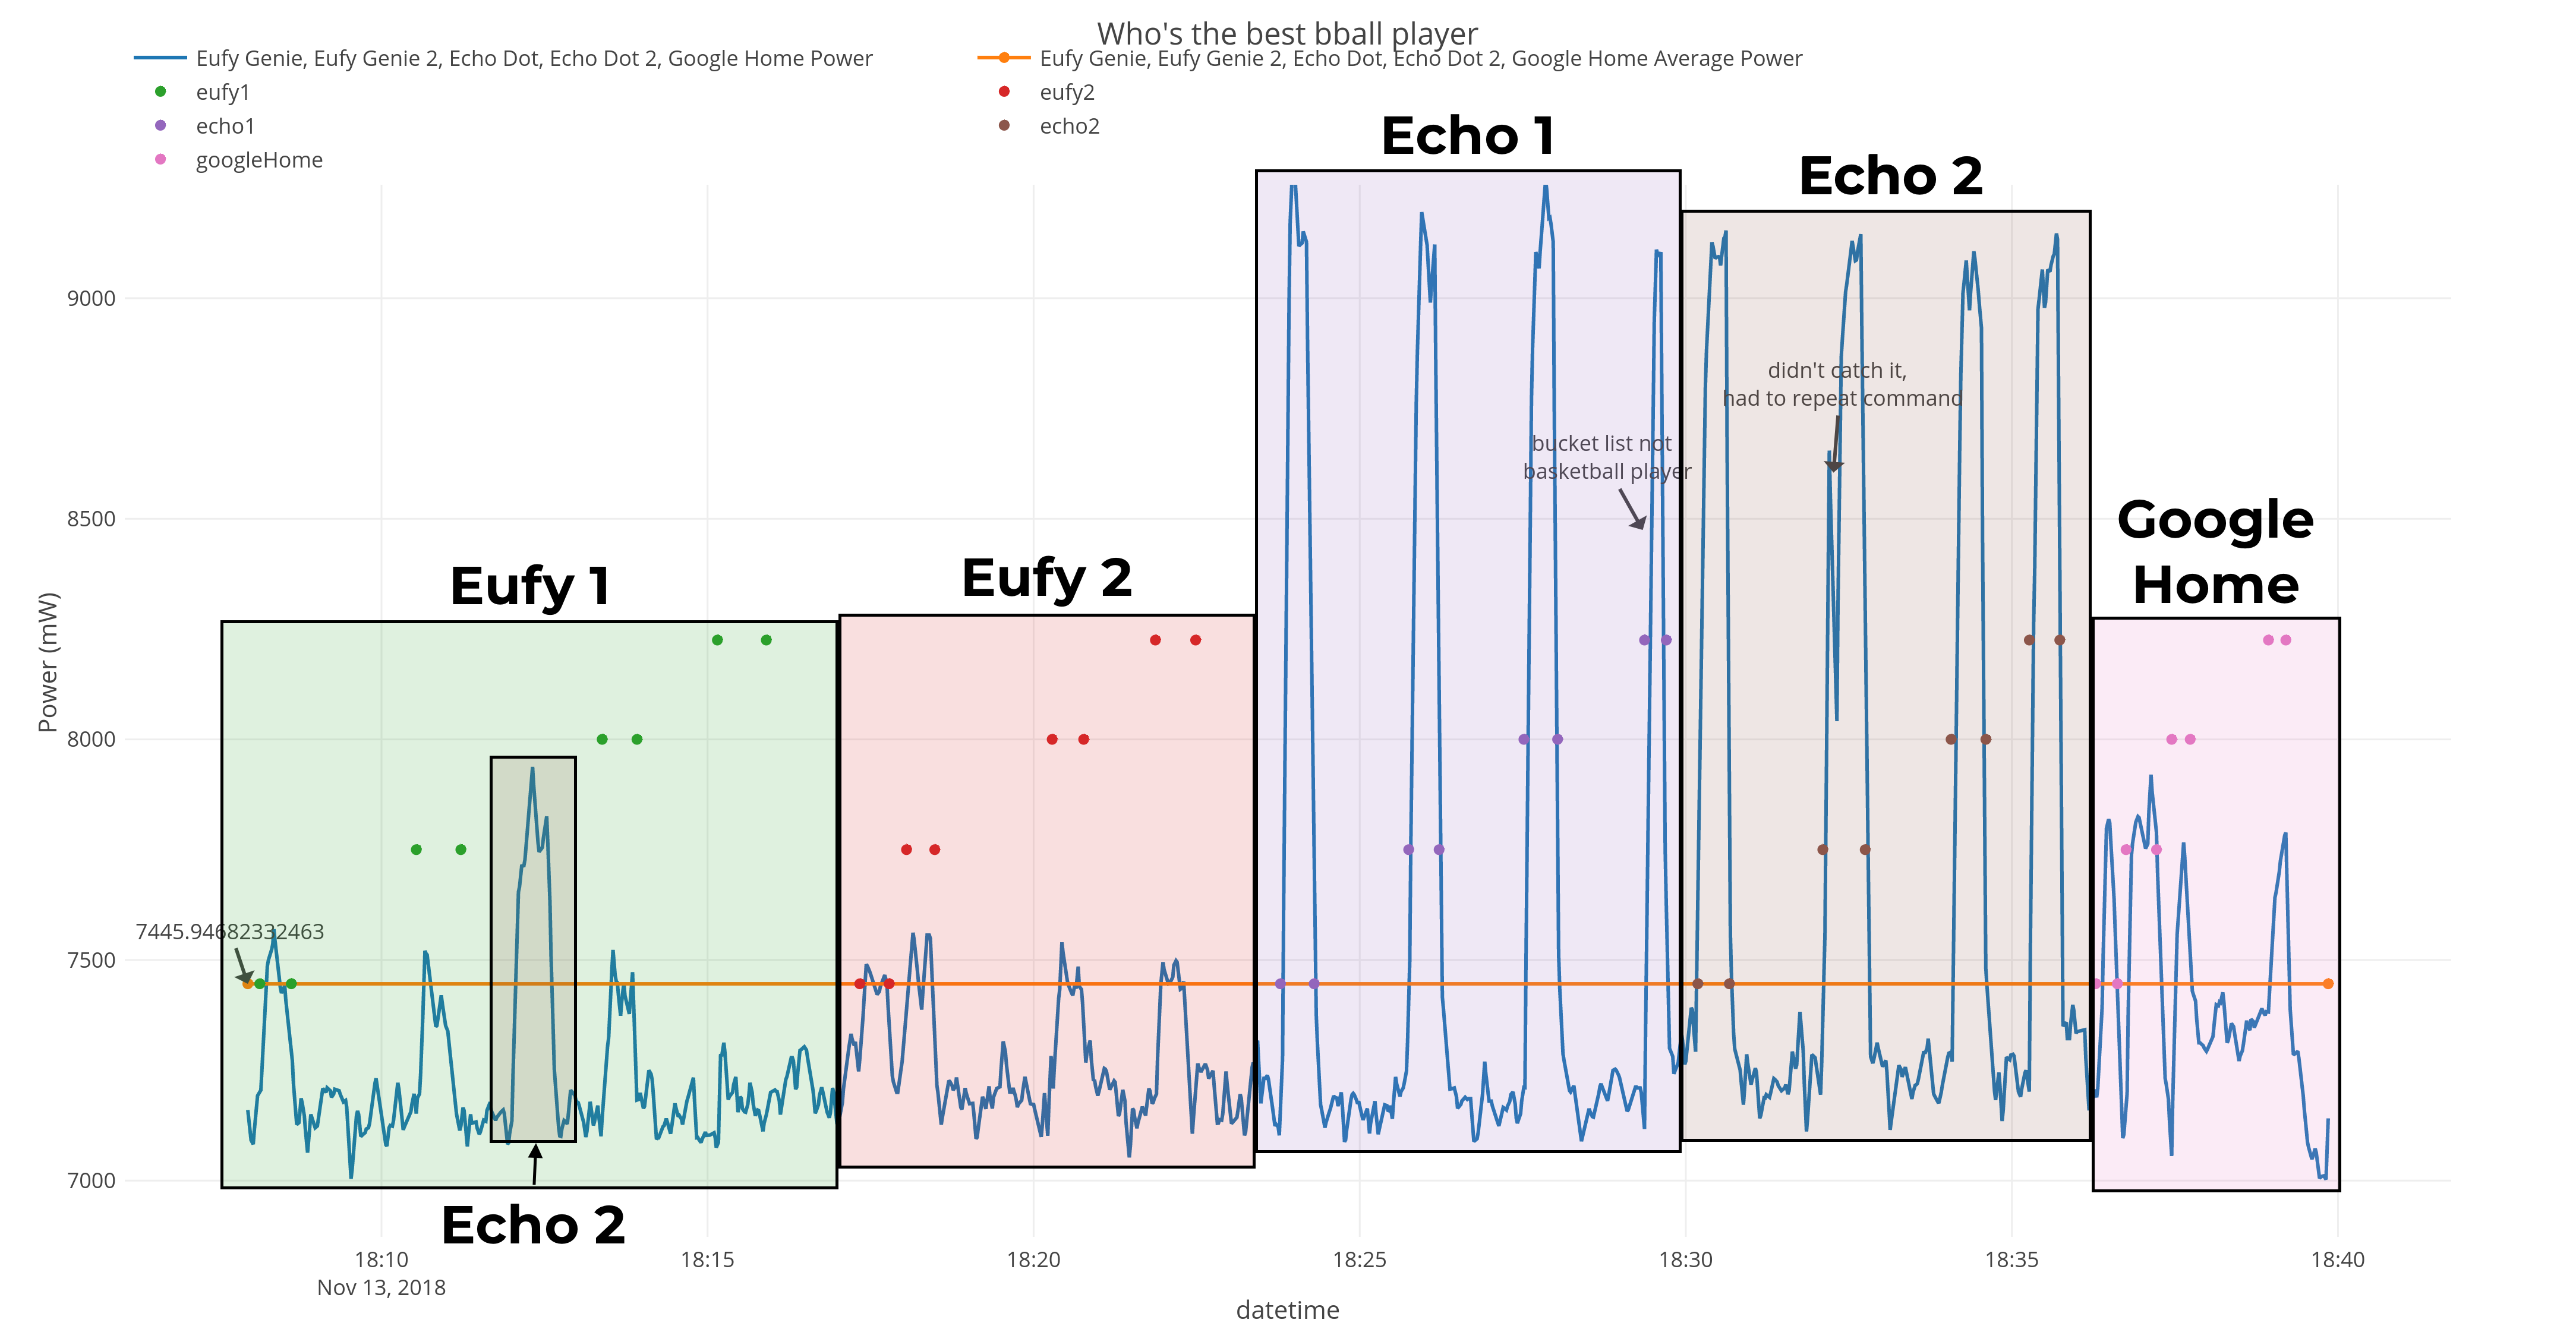 Who's the best bball player
Eufy Genie, Eufy Genie 2, Echo Dot, Echo Dot 2, Google Home Power
Eufy Genie, Eufy Genie 2, Echo Dot, Echo Dot 2, Google Home Average Power
eufy1
eufy2
echo1
echo2
googleHome
Echo 1
Echo 2
9000
didn't catch it,
had to repeat command
bucket list not
basketball player
8500
Google
Home
Eufy 1
Eufy 2
Power (mW)
8000
7445.94682332463
7500
7000
Echo 2
18:10
18:15
18:20
18:25
18:30
18:35
18:40
Nov 13, 2018
datetime